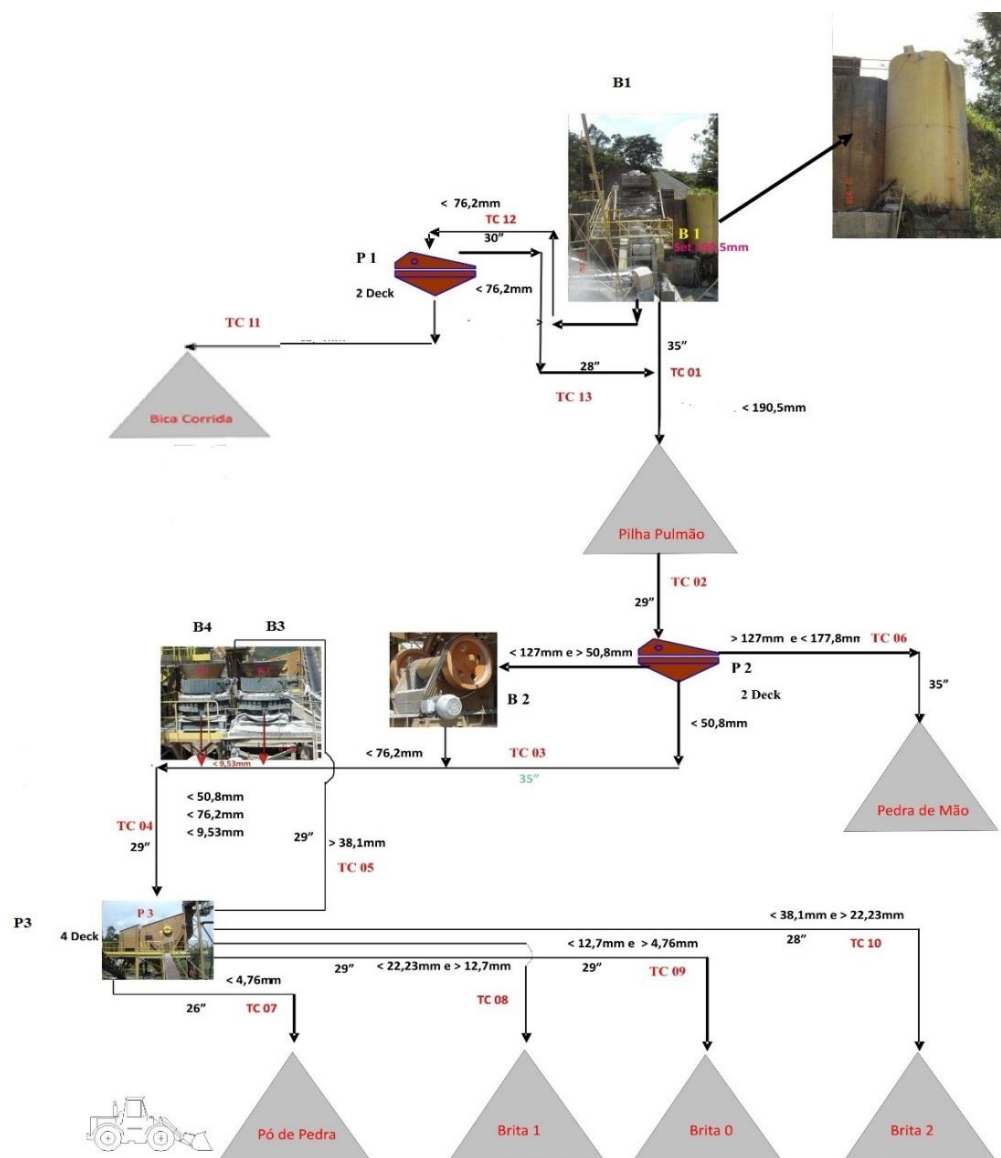 B1
< 76,2mm
TC 12
30”
B 1
Set 190,5mm
P 1
2 Deck
< 76,2mm
TC 11
>
35”
28”
TC 01
TC 13
Bica Corrida
< 190,5mm
Pilha Pulmão
TC 02
29”
B4
B3
> 127mm e < 177,8mm
TC 06
< 127mm e > 50,8mm
P 2
B 2
2 Deck
35”
< 50,8mm
< 76,2mm
TC 03
< 9,53mm
35”
< 50,8mm
< 76,2mm
< 9,53mm
Pedra de Mão
TC 04
29”
29”
> 38,1mm
TC 05
P3
P 3
4 Deck
< 38,1mm e > 22,23mm
28”
TC 10
< 12,7mm e > 4,76mm
29”
< 22,23mm e > 12,7mm
29”
TC 09
< 4,76mm
26”
TC 07
TC 08
Pó de Pedra
Brita 1
Brita 0
Brita 2